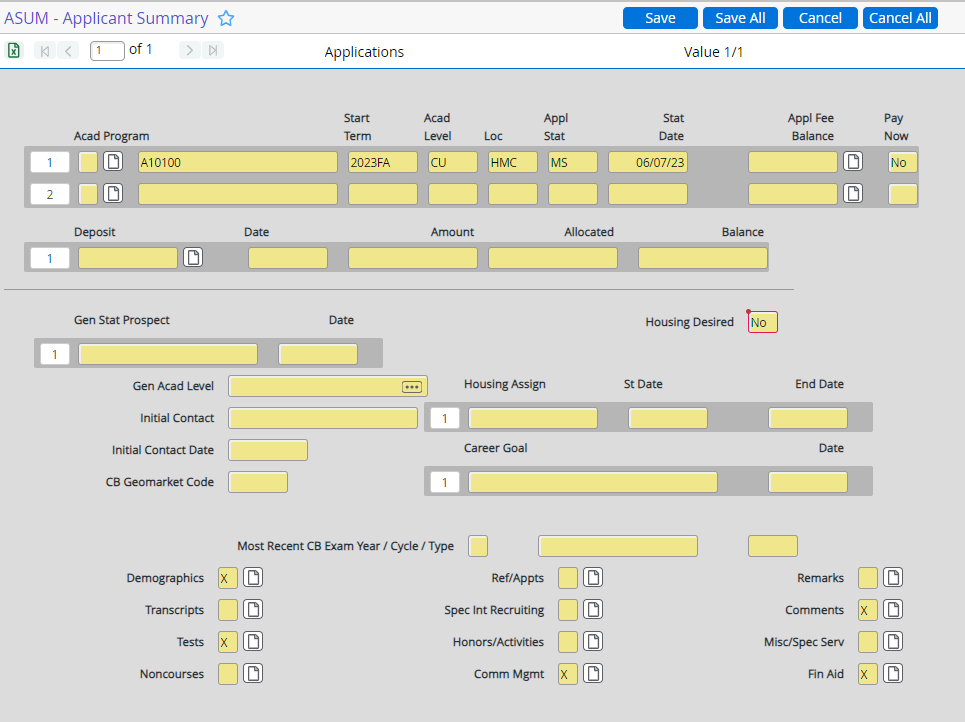 ASUM - Applicant Summary Save Save All Cancel Cancel All
1 of 1 Applications Value 1/1
Start Acad Appl Stat Appl Fee Pay
Acad Program Term Level Loc Stat Date Balance Now
1 A10100 2023FA CU HMC MS 06/07/23 No
2
Deposit Date Amount Allocated Balance
1
Gen Stat Prospect Date Housing Desired No
1
Gen Acad Level Housing Assign St Date End Date
Initial Contact 1
Initial Contact Date Career Goal Date
CB Geomarket Code 1
Most Recent CB Exam Year / Cycle / Type
Demographics X Ref/Appts Remarks
Transcripts Spec Int Recruiting Comments X
Tests X Honors/Activities Misc/Spec Serv
Noncourses Comm Mgmt X Fin Aid X